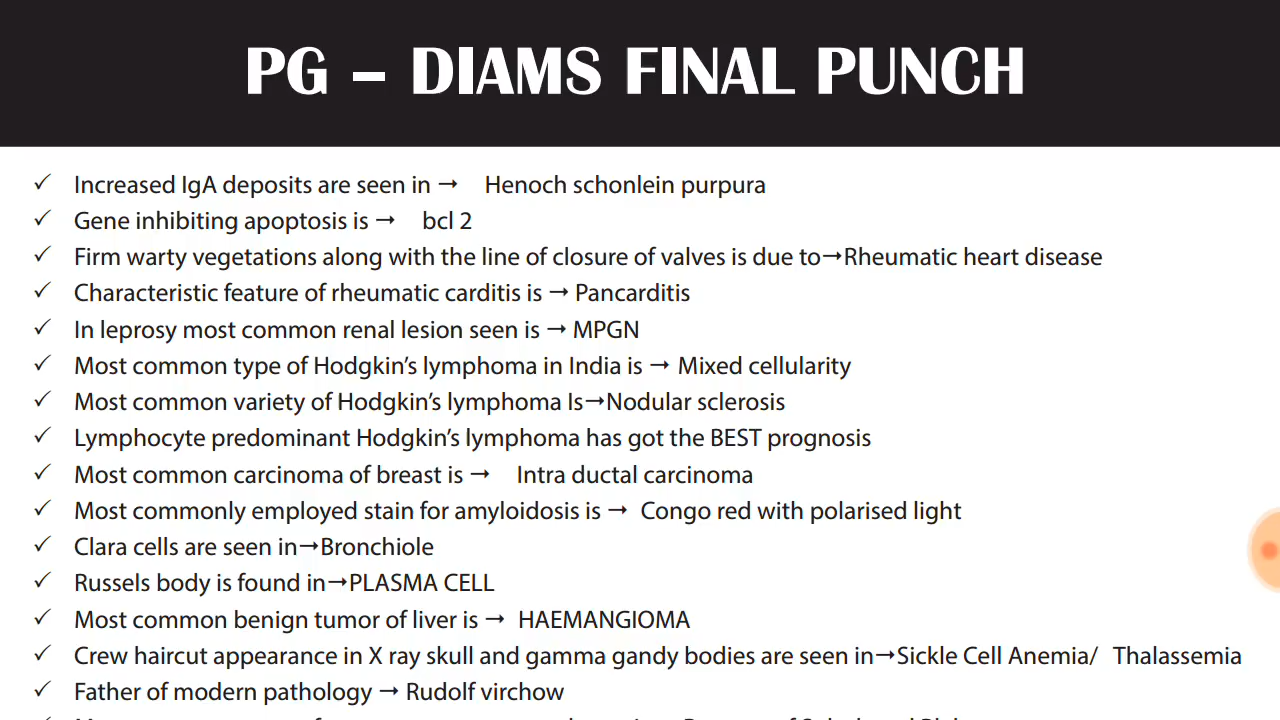 PG – DIAMS FINAL PUNCH
✓ Increased IgA deposits are seen in → Henoch schonlein purpura
✓ Gene inhibiting apoptosis is → bcl 2
✓ Firm warty vegetations along with the line of closure of valves is due to→Rheumatic heart disease
✓ Characteristic feature of rheumatic carditis is → Pancarditis
✓ In leprosy most common renal lesion seen is → MPGN
✓ Most common type of Hodgkin’s lymphoma in India is → Mixed cellularity
✓ Most common variety of Hodgkin’s lymphoma Is→Nodular sclerosis
✓ Lymphocyte predominant Hodgkin’s lymphoma has got the BEST prognosis
✓ Most common carcinoma of breast is → Intra ductal carcinoma
✓ Most commonly employed stain for amyloidosis is → Congo red with polarised light
✓ Clara cells are seen in→Bronchiole
✓ Russels body is found in→PLASMA CELL
✓ Most common benign tumor of liver is → HAEMANGIOMA
✓ Crew haircut appearance in X ray skull and gamma gandy bodies are seen in→Sickle Cell Anemia/ Thalassemia
✓ Father of modern pathology → Rudolf virchow